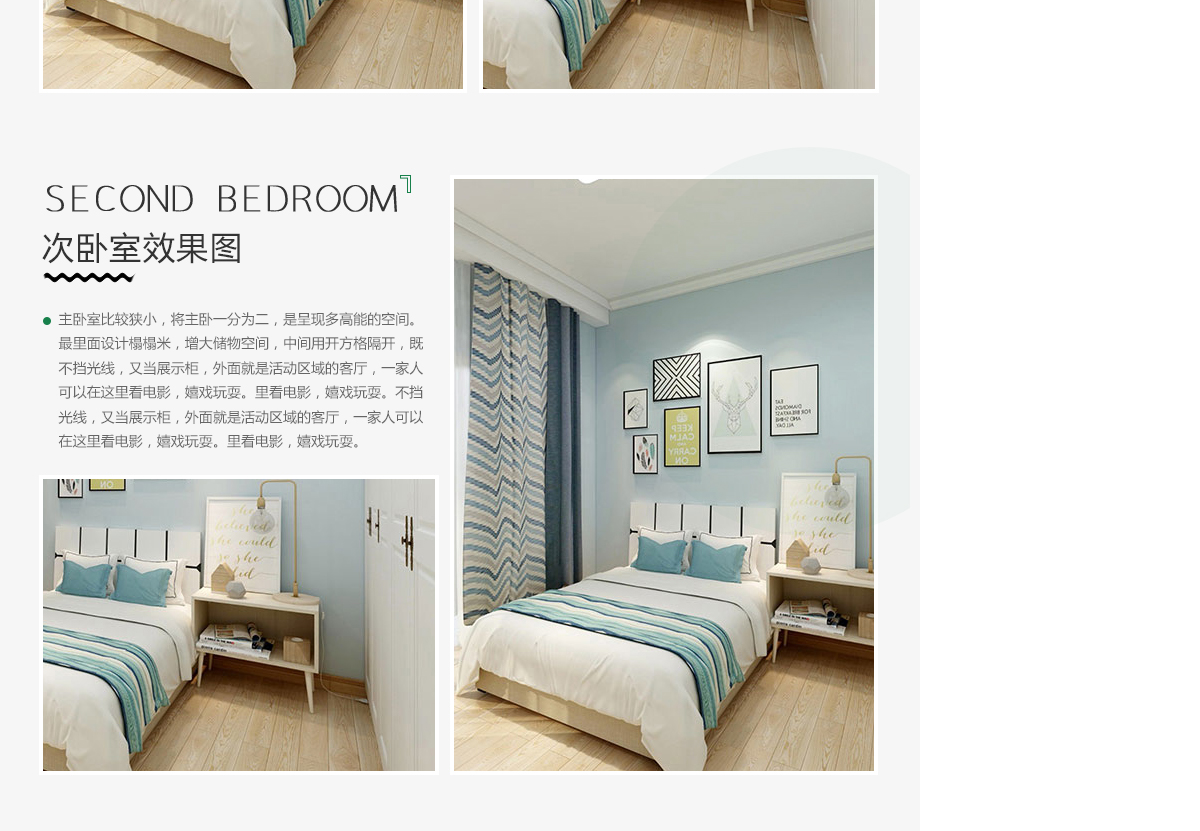 SECOND BEDROOM
次卧室效果图
主卧室比较狭小，将主卧一分为二，是呈现多高能的空间。
最里面设计榻榻米，增大储物空间，中间用开方格隔开，既
不挡光线，又当展示柜，外面就是活动区域的客厅，一家人
可以在这里看电影，嬉戏玩耍。里看电影，嬉戏玩耍。不挡
光线，又当展示柜，外面就是活动区域的客厅，一家人可以
在这里看电影，嬉戏玩耍。里看电影，嬉戏玩耍。
EAT
DIAMONDS
FOR BREAKFAST
AND SHINE
ALL DAY.
KEEP
CALM
AND
CARRY
ON
she
believed
she could
so she
did
ON
she
believed
she could
so she
did